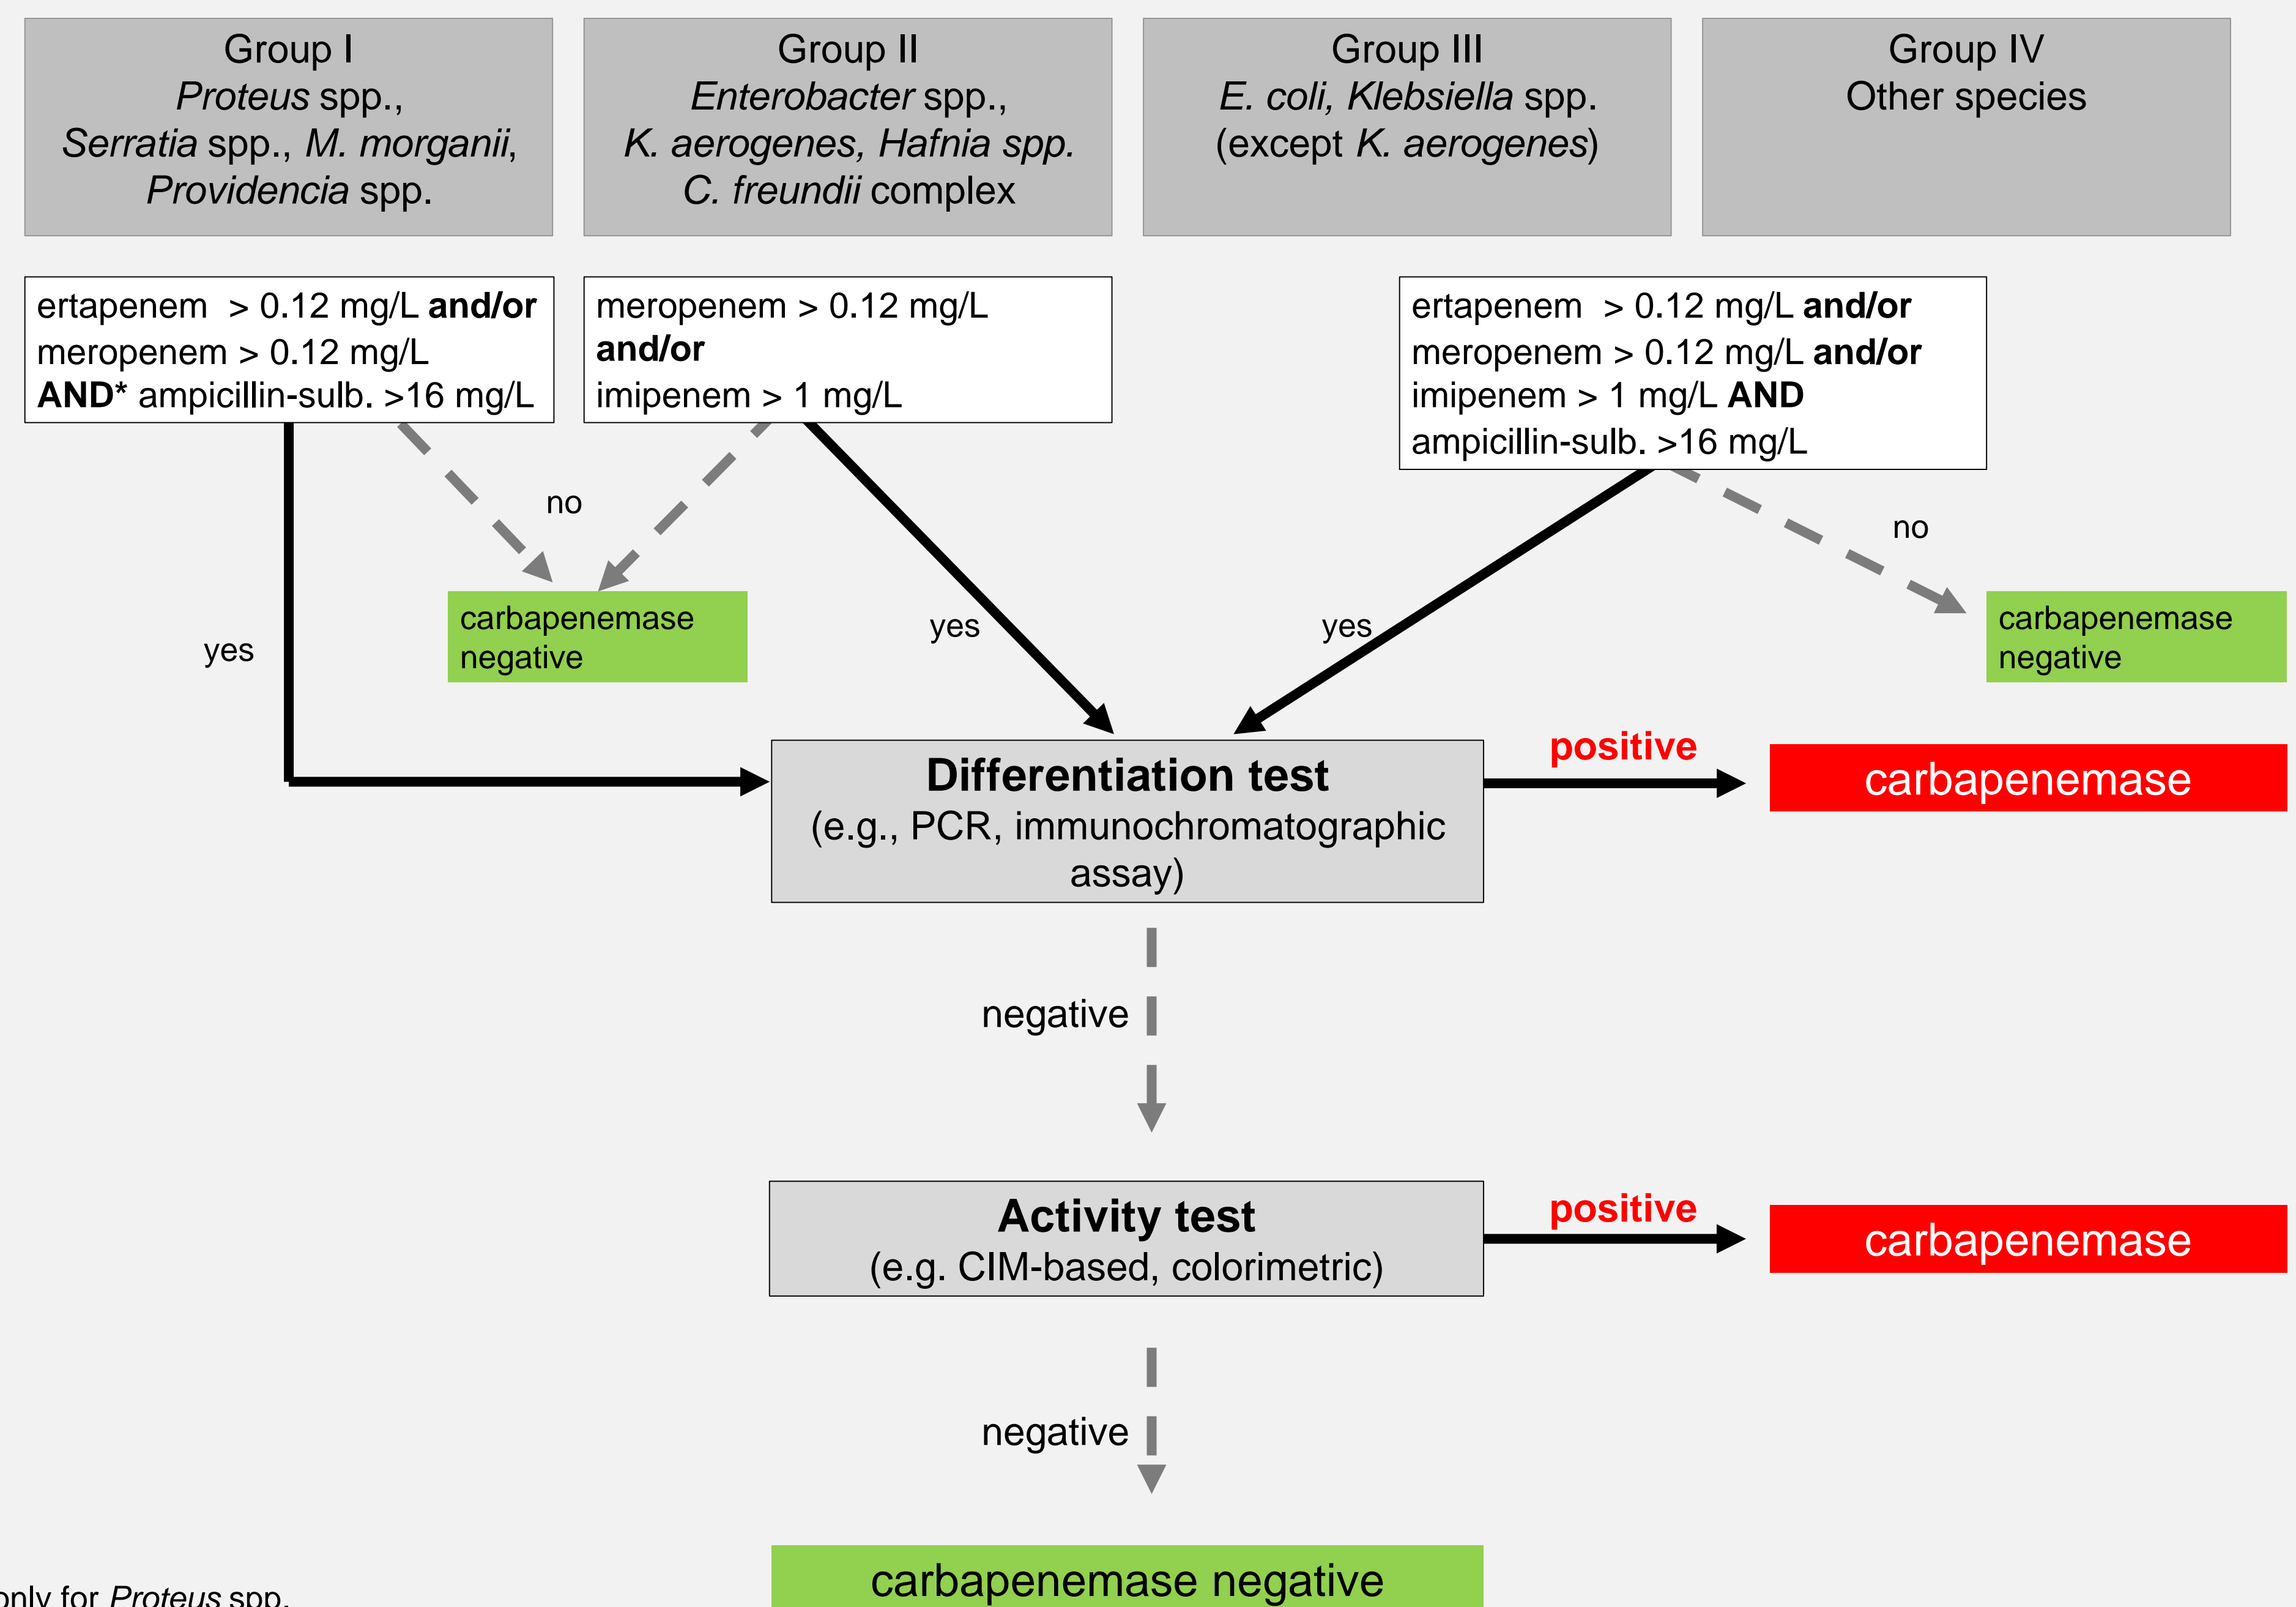 Group I
Proteus spp.,
Serratia spp., M. morganii,
Providencia spp.
Group II
Enterobacter spp.,
K. aerogenes, Hafnia spp.
C. freundii complex
Group III
E. coli, Klebsiella spp.
(except K. aerogenes)
Group IV
Other species
ertapenem > 0.12 mg/L and/or
meropenem > 0.12 mg/L
AND* ampicillin-sulb. >16 mg/L
meropenem > 0.12 mg/L
and/or
imipenem > 1 mg/L
ertapenem > 0.12 mg/L and/or
meropenem > 0.12 mg/L and/or
imipenem > 1 mg/L AND
ampicillin-sulb. >16 mg/L
no
no
carbapenemase
negative
carbapenemase
negative
yes
yes
yes
Differentiation test
(e.g., PCR, immunochromatographic
assay)
positive
carbapenemase
negative
Activity test
(e.g. CIM-based, colorimetric)
positive
carbapenemase
negative
carbapenemase negative
only for Proteus spp.